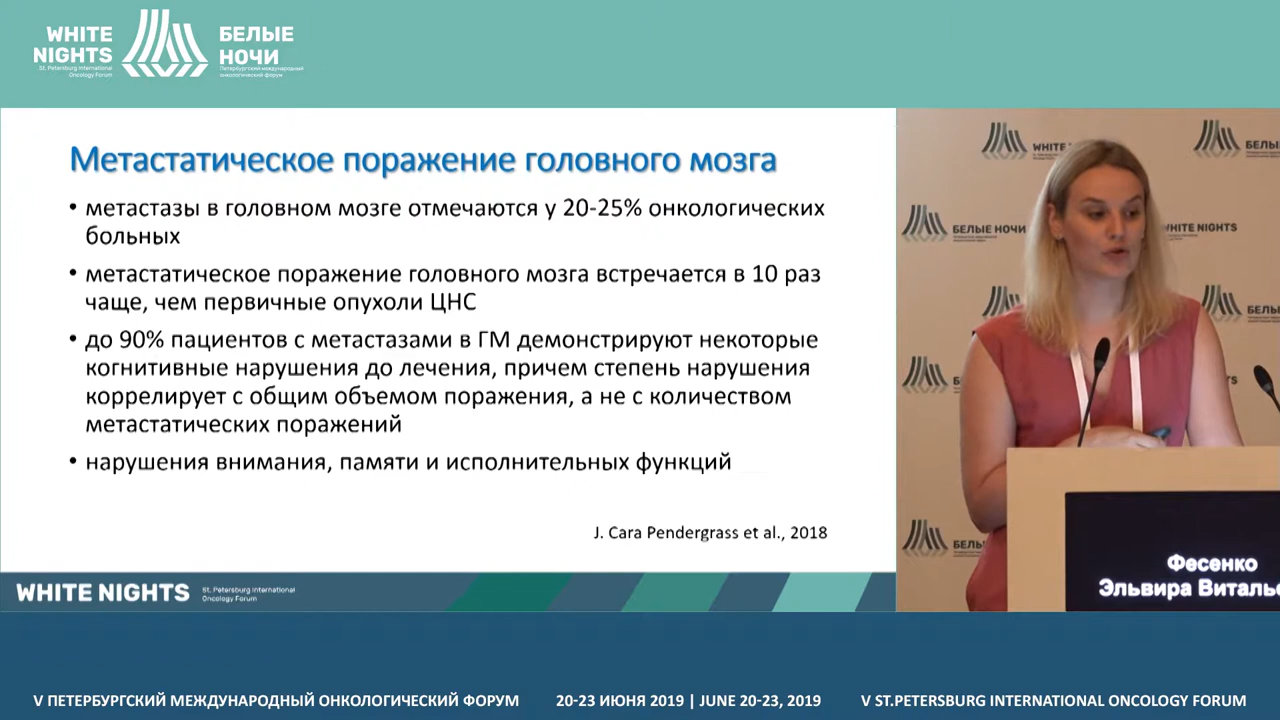 WHITE
NIGHTS
St. Petersburg International
Oncology Forum
БЕЛЫЕ
НОЧИ
Петербургский международный
онкологический форум
Метастатическое поражение головного мозга
• метастазы в головном мозге отмечаются у 20-25% онкологических
больных
• метастатическое поражение головного мозга встречается в 10 раз
чаще, чем первичные опухоли ЦНС
• до 90% пациентов с метастазами в ГМ демонстрируют некоторые
когнитивные нарушения до лечения, причем степень нарушения
коррелирует с общим объемом поражения, а не с количеством
метастатических поражений
• нарушения внимания, памяти и исполнительных функций
J. Cara Pendergrass et al., 2018
WHITE NIGHTS
St. Petersburg International
Oncology Forum
WHITE
БЕЛЫ
БЕЛЫЕ НОЧИ
WHITE NIGHTS
БЕЛЫ
Фесенко
Эльвира Виталье
V ПЕТЕРБУРГСКИЙ МЕЖДУНАРОДНЫЙ ОНКОЛОГИЧЕСКИЙ ФОРУМ
20-23 ИЮНЯ 2019 | JUNE 20-23, 2019
V ST.PETERSBURG INTERNATIONAL ONCOLOGY FORUM